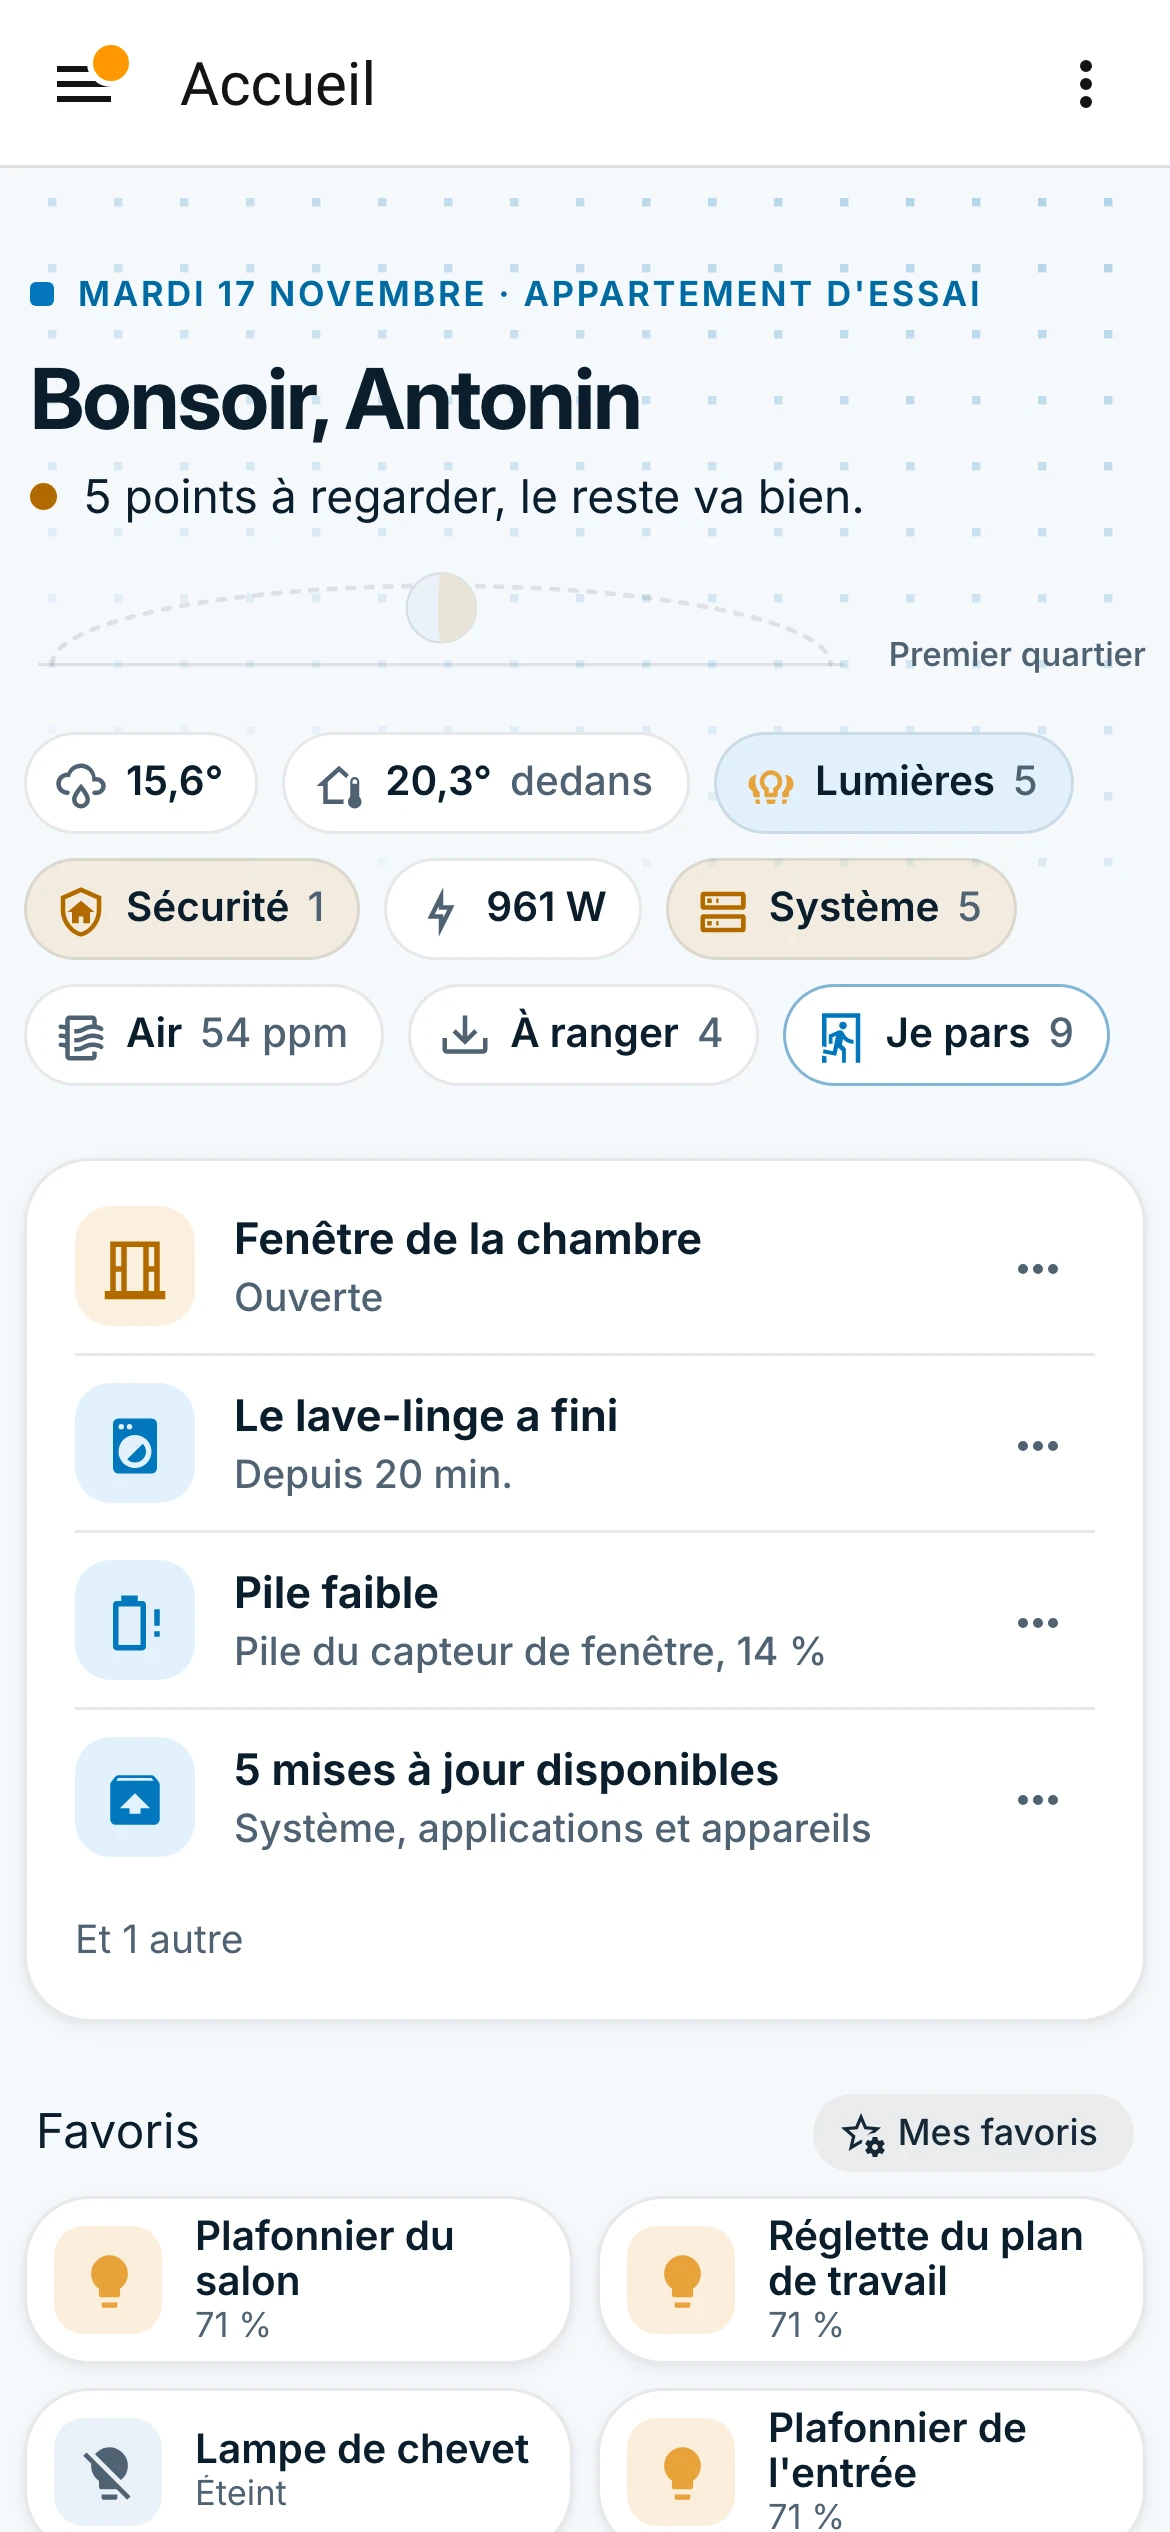 Accueil
MARDI 17 NOVEMBRE · APPARTEMENT D'ESSAI
Bonsoir, Antonin
5 points à regarder, le reste va bien.
Premier quartier
15,6°
20,3° dedans
Lumières 5
Sécurité 1
961 W
Système 5
Air 54 ppm
À ranger 4
Je pars 9
Fenêtre de la chambre
Ouverte
Le lave-linge a fini
Depuis 20 min.
Pile faible
Pile du capteur de fenêtre, 14 %
5 mises à jour disponibles
Système, applications et appareils
Et 1 autre
Favoris
Mes favoris
Plafonnier du
salon
71 %
Réglette du plan
de travail
71 %
Lampe de chevet
Éteint
Plafonnier de
l'entrée
71 %